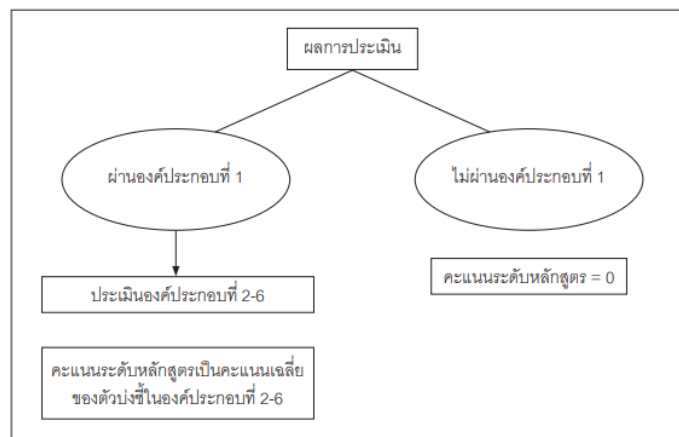 ผลการประเมิน
ผ่านองค์ประกอบที่ 1
ไม่ผ่านองค์ประกอบที่ 1
ประเมินองค์ประกอบที่ 2-6
คะแนนระดับหลักสูตร = 0
คะแนนระดับหลักสูตรเป็นคะแนนเฉลี่ย
ของตัวบ่งชี้ในองค์ประกอบที่ 2-6